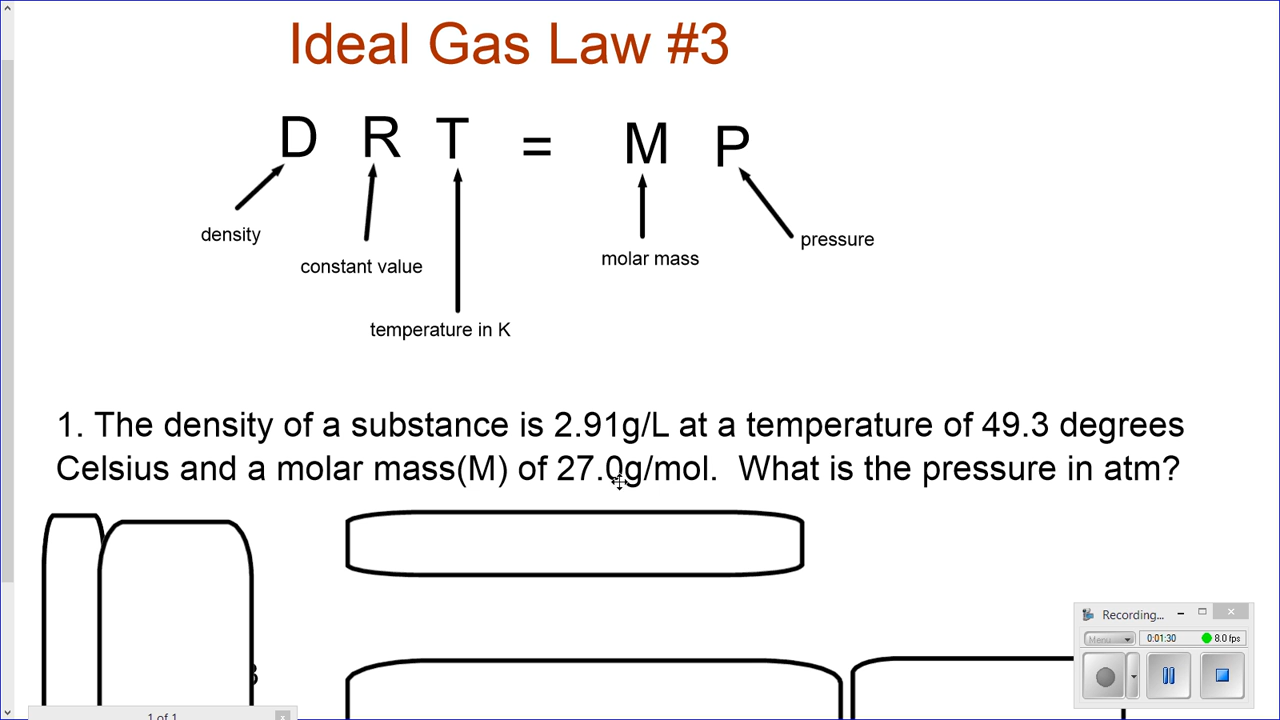 Ideal Gas Law #3
D R T = M P
density
constant value
temperature in K
molar mass
pressure
1. The density of a substance is 2.91g/L at a temperature of 49.3 degrees
Celsius and a molar mass(M) of 27.0g/mol. What is the pressure in atm?
Recording...
Menu
0:01:30
8.0 fps
1 of 1